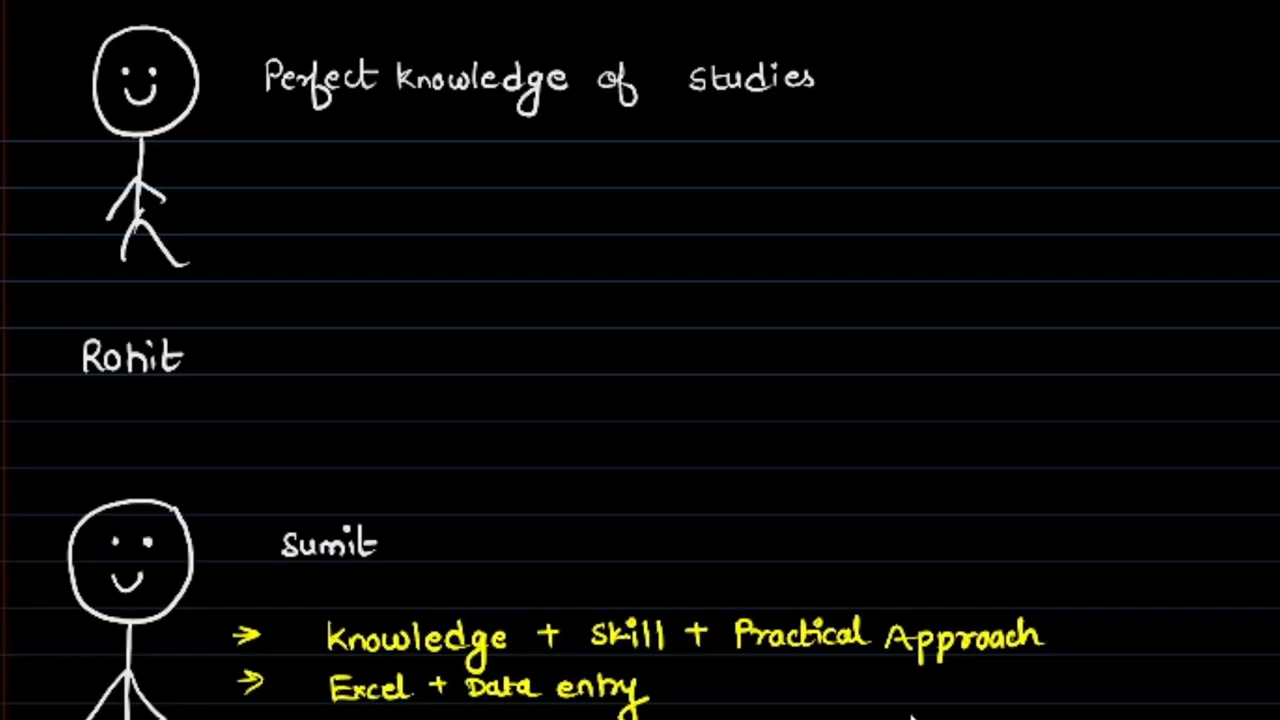 Perfect knowledge of studies
Rohit
Sumit
→ Knowledge + Skill + Practical Approach
→ Excel + Data entry